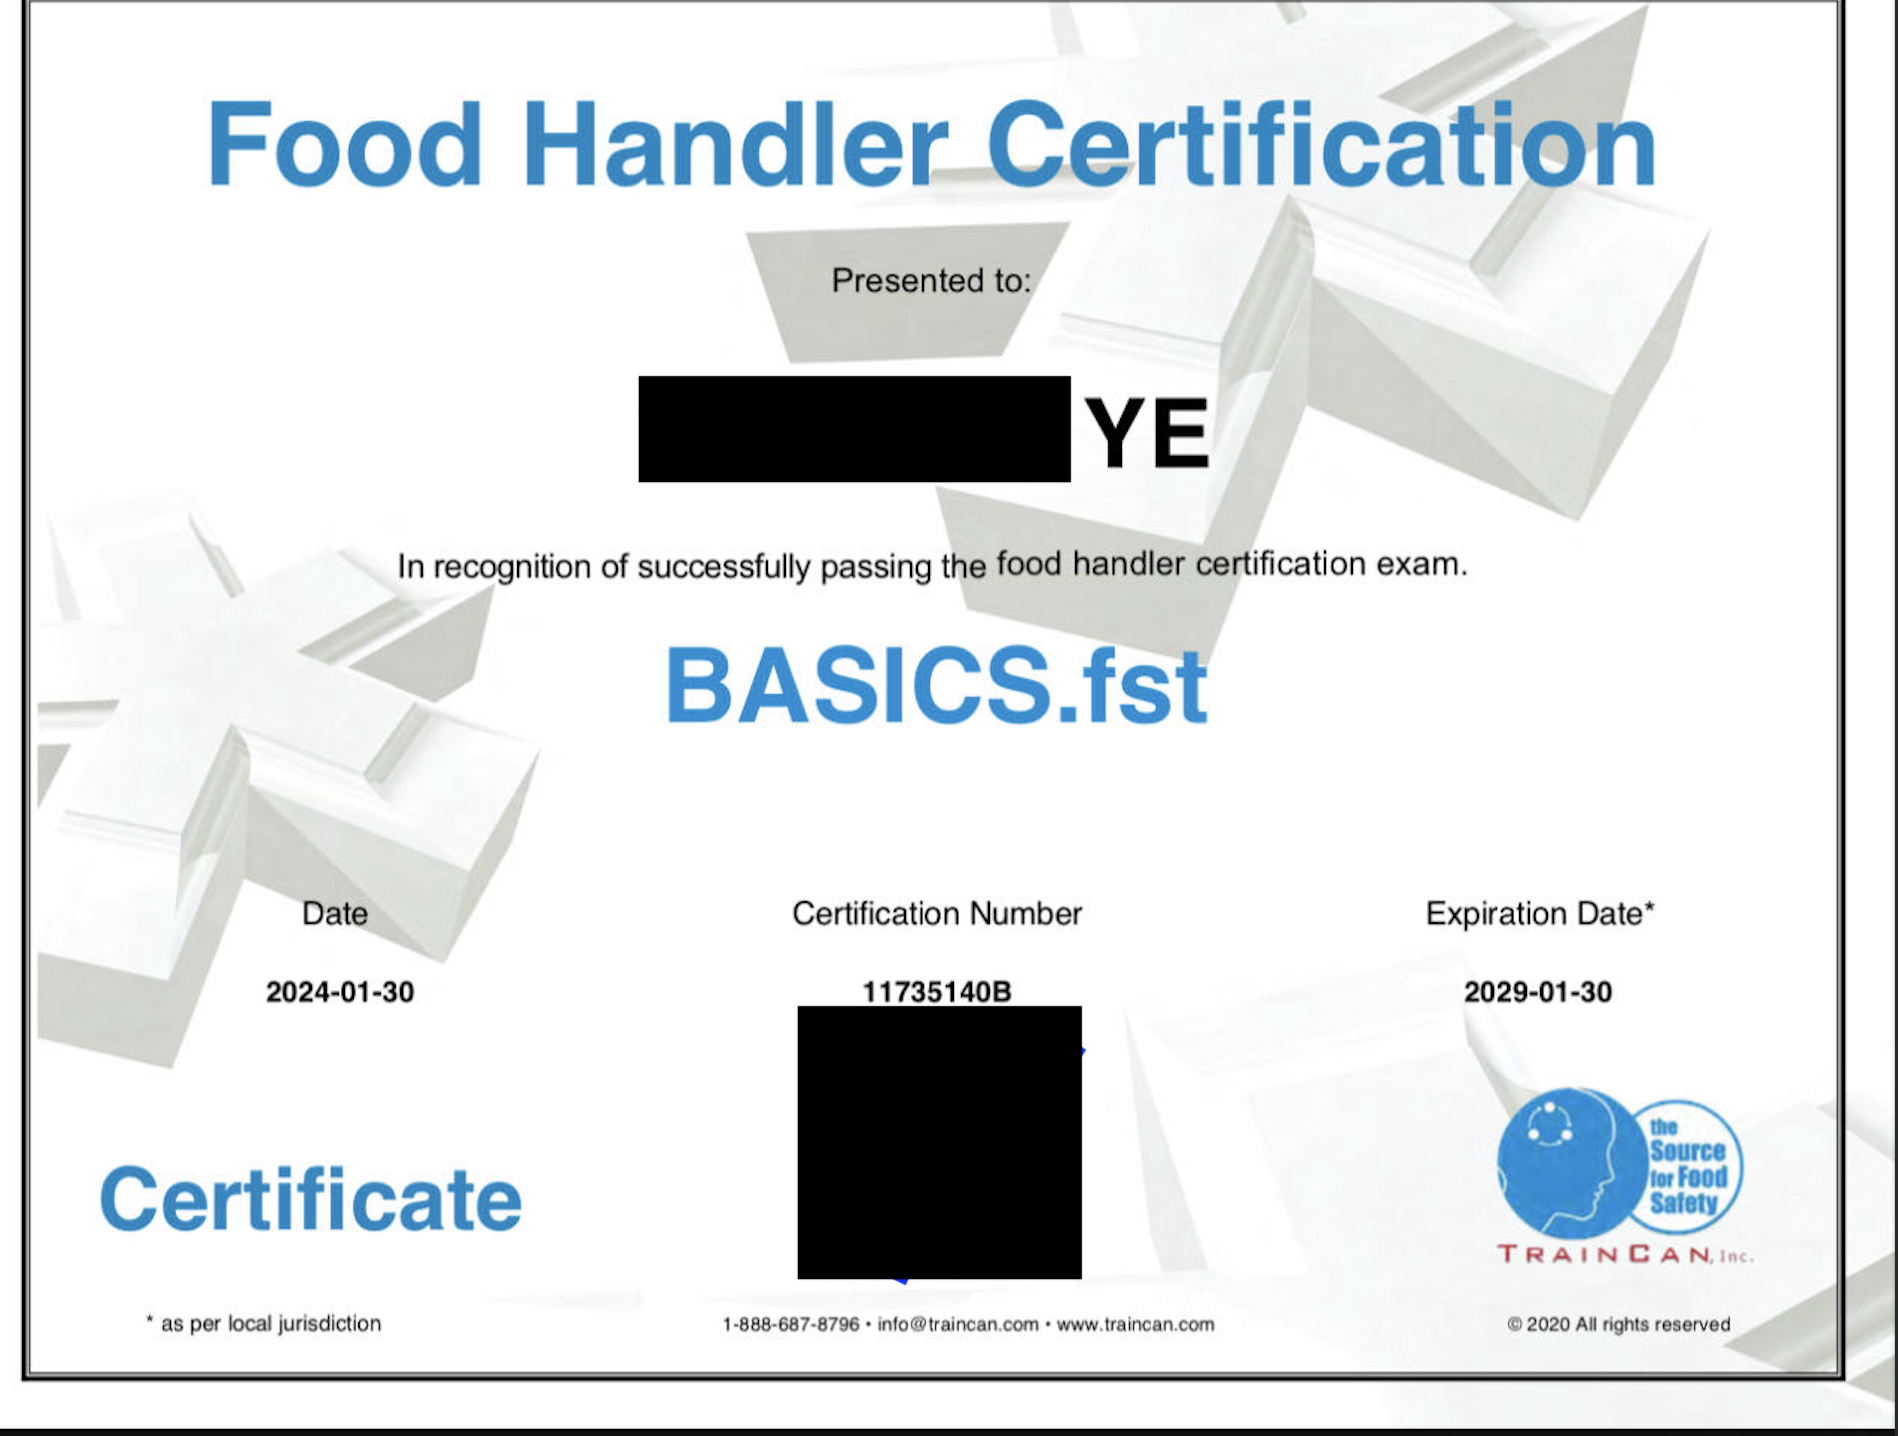 Food Handler Certification
Presented to:
YE
In recognition of successfully passing the food handler certification exam.
BASICS.fst
Date
Certification Number
Expiration Date*
2024-01-30
11735140B
2029-01-30
the
Source
for Food
Safety
TRAINCAN, Inc.
Certificate
* as per local jurisdiction
1-888-687-8796 • info@traincan.com • www.traincan.com
© 2020 All rights reserved